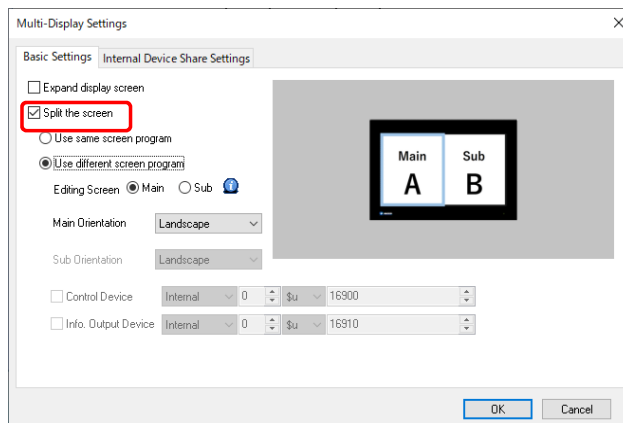 Multi-Display Settings
Basic Settings Internal Device Share Settings
Expand display screen
Split the screen
Use same screen program
Use different screen program
Editing Screen Main Sub
Main Orientation Landscape
Sub Orientation Landscape
Control Device Internal 0 $u 16900
Info. Output Device Internal 0 $u 16910
Main Sub
A B
OK Cancel